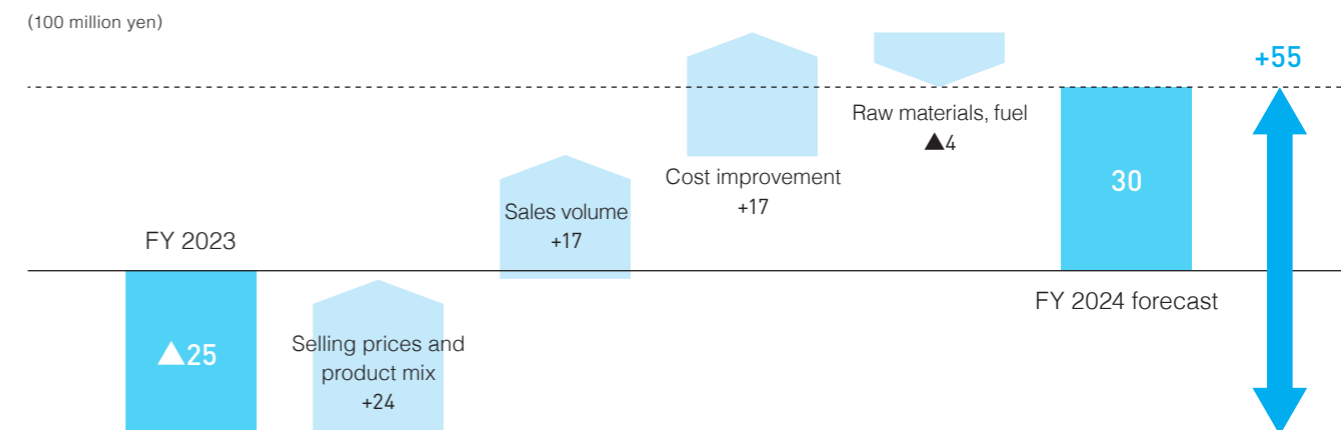 (100 million yen)
FY 2023
▲25
Selling prices and
product mix
+24
Sales volume
+17
Cost improvement
+17
Raw materials, fuel
▲4
30
FY 2024 forecast
+55